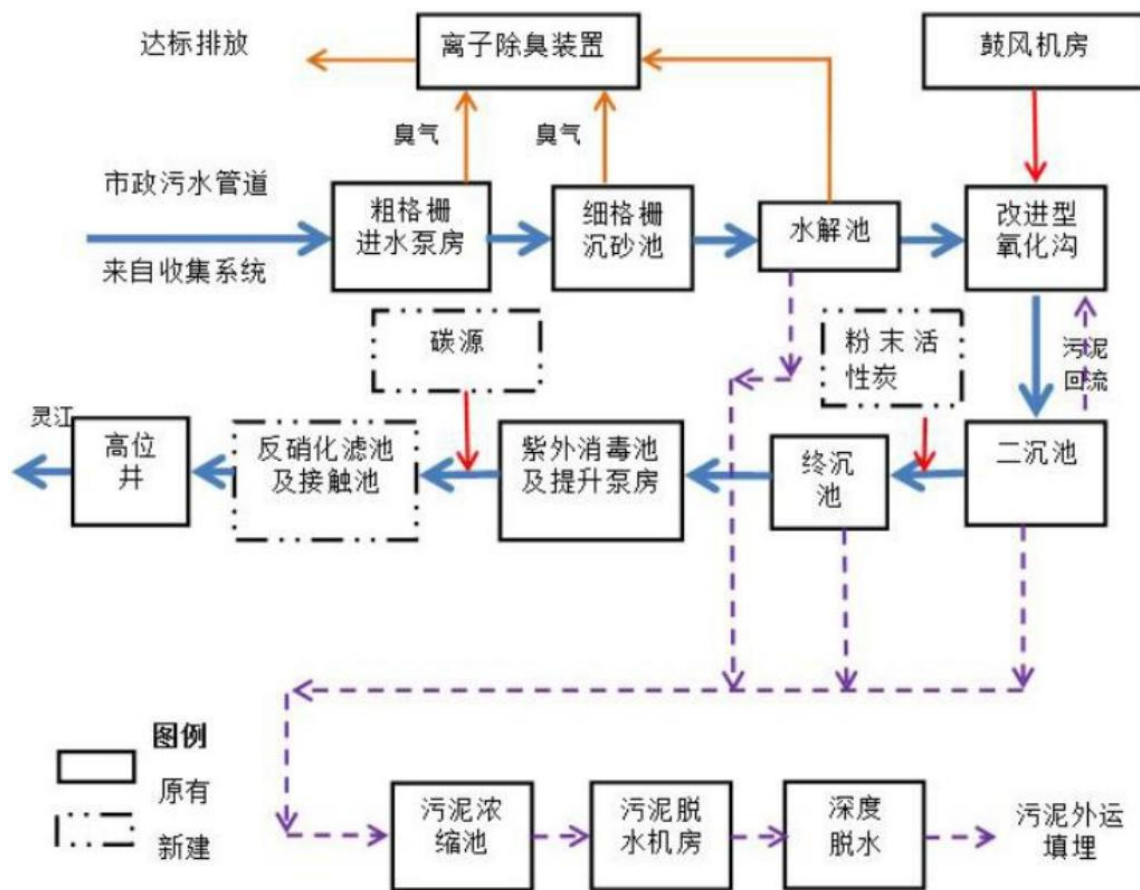 达标排放
离子除臭装置
鼓风机房
臭气
臭气
市政污水管道
来自收集系统
粗格栅
进水泵房
细格栅
沉砂池
水解池
改进型
氧化沟
碳源
粉末活
性炭
污泥
回流
灵江
高位
井
反硝化滤池
及接触池
紫外消毒池
及提升泵房
终沉
池
二沉池
图例
原有
新建
污泥浓
缩池
污泥脱
水机房
深度
脱水
污泥外运
填埋